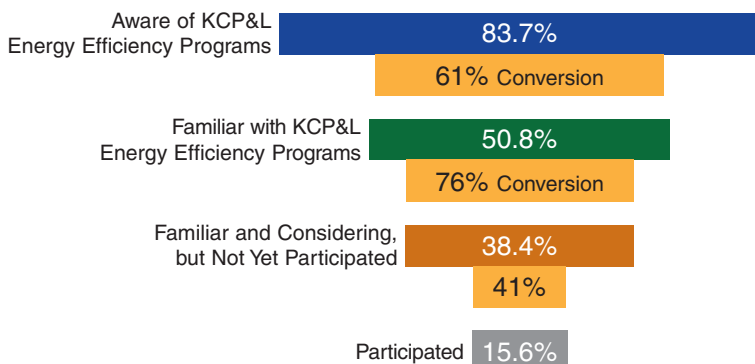 Aware of KCP&L
Energy Efficiency Programs
83.7%
61% Conversion
Familiar with KCP&L
Energy Efficiency Programs
50.8%
76% Conversion
Familiar and Considering,
but Not Yet Participated
38.4%
41%
Participated
15.6%